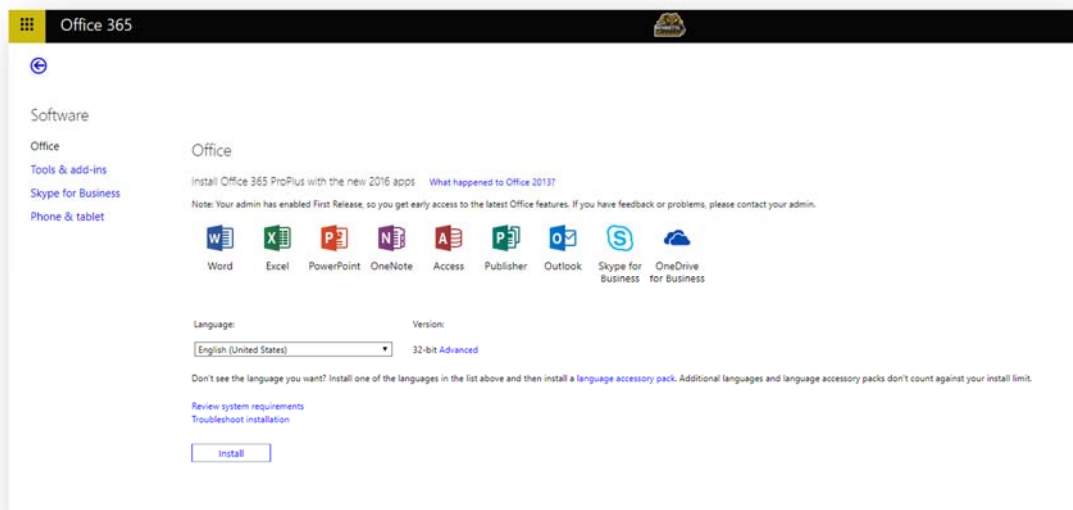 Office 365
Software
Office
Tools & add-ins
Skype for Business
Phone & tablet
Office
Install Office 365 ProPlus with the new 2016 apps What happened to Office 2013?
Note: Your admin has enabled First Release, so you get early access to the latest Office features. If you have feedback or problems, please contact your admin.
Word Excel PowerPoint OneNote Access Publisher Outlook Skype for Business OneDrive for Business
Language: Version:
English (United States) 32-bit Advanced
Don't see the language you want? Install one of the languages in the list above and then install a language accessory pack. Additional languages and language accessory packs don't count against your install limit.
Review system requirements
Troubleshoot installation
Install